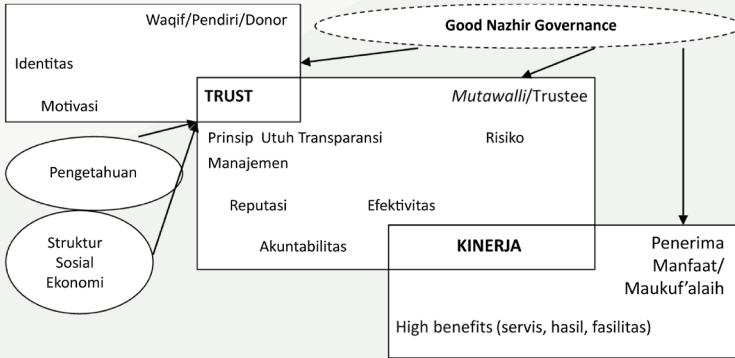 Waqif/Pendiri/Donor
Good Nazhir Governance
Identitas
Motivasi
TRUST
Mutawalli/Trustee
Prinsip Utuh Transparansi
Risiko
Manajemen
Pengetahuan
Reputasi
Efektivitas
Struktur
Sosial
Ekonomi
Akuntabilitas
KINERJA
Penerima
Manfaat/
Maukuf'alaih
High benefits (servis, hasil, fasilitas)